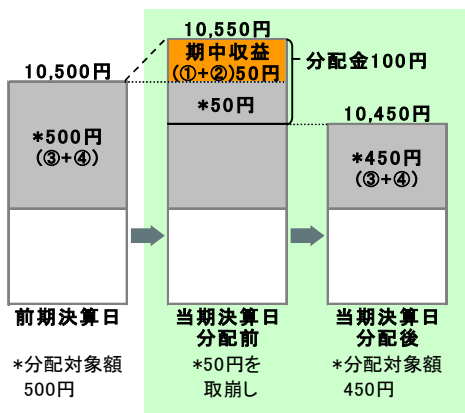 10,550円
期中収益
(①+②)50円
分配金100円
10,500円
*50円
10,450円
*500円
(③+④)
*450円
(③+④)
前期決算日
当期決算日
分配前
当期決算日
分配後
*分配対象額
500円
*50円を
取崩し
*分配対象額
450円